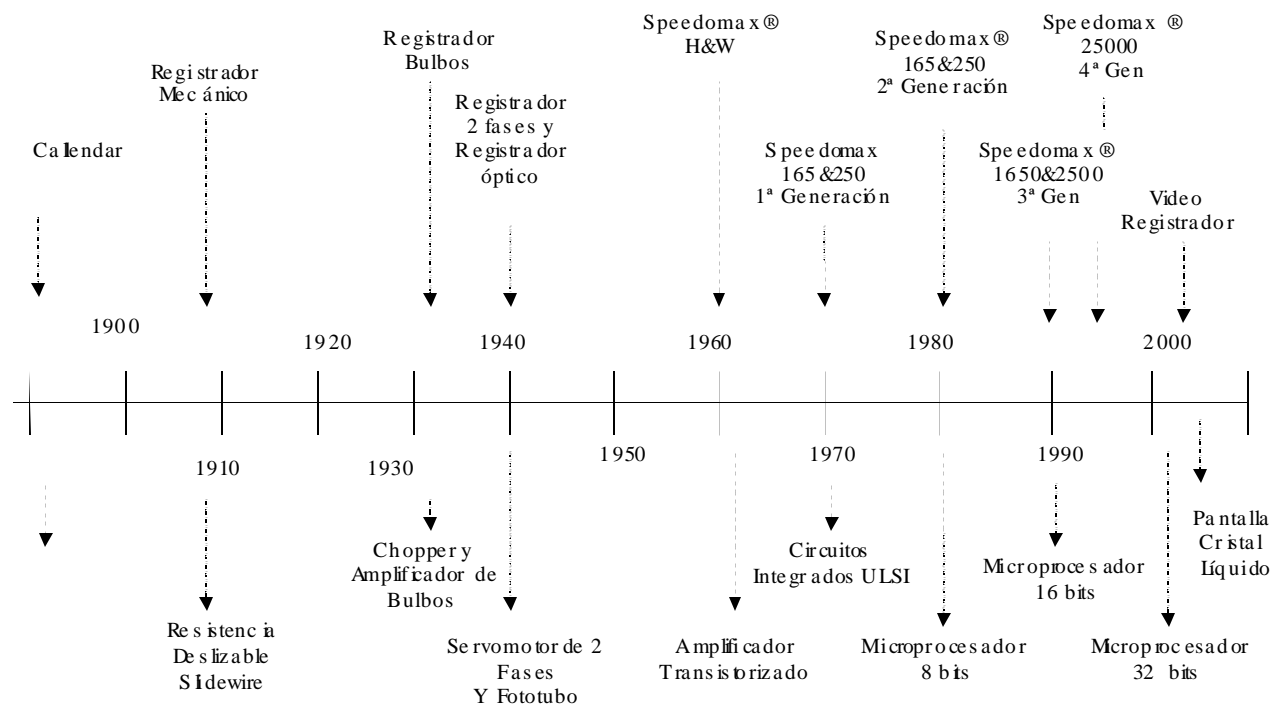 Callendar
Registrador
Mecánico
Registrador
Bulbos
Registrador
2 fases y
Registrador
óptico
Speedomax®
H&W
Speedomax
165&250
1ª Generación
Speedomax®
165&250
2ª Generación
Speedomax®
1650&2500
3ª Gen
Speedomax ®
25000
4ª Gen
Video
Registrador
1900
1920
1940
1960
1980
2000
1910
1930
1950
1970
1990
Resistencia
Deslizable
Slidewire
Chopper y
Amplificador de
Bulbos
Servomotor de 2
Fases
Y Fototubo
Amplificador
Transistorizado
Circuitos
Integrados ULSI
Microprocesador
8 bits
Microprocesador
16 bits
Microprocesador
32 bits
Pantalla
Cristal
Líquido